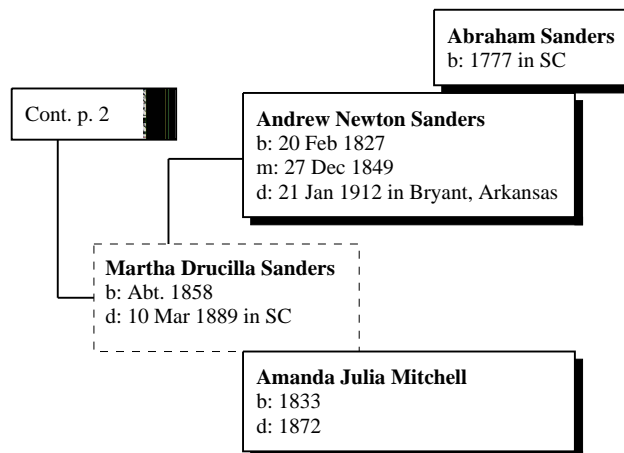 Abraham Sanders
b: 1777 in SC
Cont. p. 2
Andrew Newton Sanders
b: 20 Feb 1827
m: 27 Dec 1849
d: 21 Jan 1912 in Bryant, Arkansas
Martha Drucilla Sanders
b: Abt. 1858
d: 10 Mar 1889 in SC
Amanda Julia Mitchell
b: 1833
d: 1872